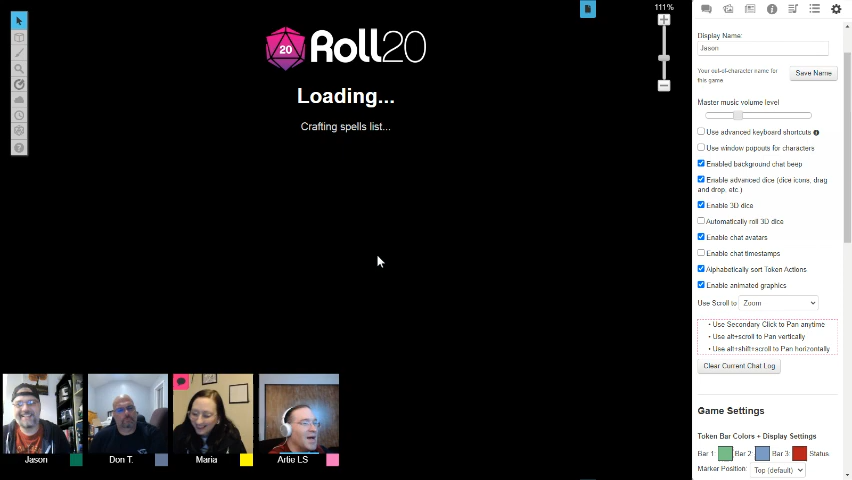 111%
20
Roll20
Loading...
Crafting spells list...
Jason
Don T.
Maria
Artie LS
Display Name:
Jason
Your out-of-character name for
this game
Save Name
Master music volume level
Use advanced keyboard shortcuts
Use window popouts for characters
Enabled background chat beep
Enable advanced dice (dice icons, drag
and drop, etc.)
Enable 3D dice
Automatically roll 3D dice
Enable chat avatars
Enable chat timestamps
Alphabetically sort Token Actions
Enable animated graphics
Use Scroll to Zoom
• Use Secondary Click to Pan anytime
• Use alt+scroll to Pan vertically
• Use alt+shift+scroll to Pan horizontally
Clear Current Chat Log
Game Settings
Token Bar Colors + Display Settings
Bar 1: Bar 2: Bar 3: Status
Marker Position: Top (default)